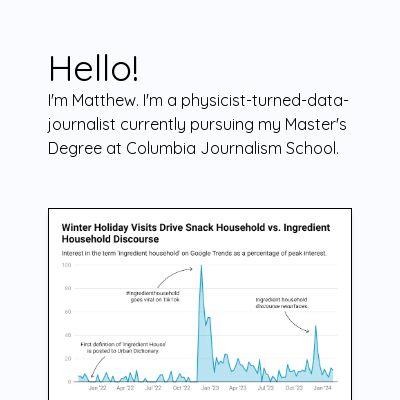 Hello!
I'm Matthew. I'm a physicist-turned-data-
journalist currently pursuing my Master's
Degree at Columbia Journalism School.
Winter Holiday Visits Drive Snack Household vs. Ingredient
Household Discourse
Interest in the term 'ingredient household' on Google Trends as a percentage of peak interest.
100
#ingredienthousehold
goes viral on TikTok
80
Ingredient household
discourse resurfaces.
60
40
First definition of 'Ingredient House'
is posted to Urban Dictionary.
20
0
Jan '22 Apr '22 Jul '22 Oct '22 Jan '23 Apr '23 Jul '23 Oct '23 Jan '24